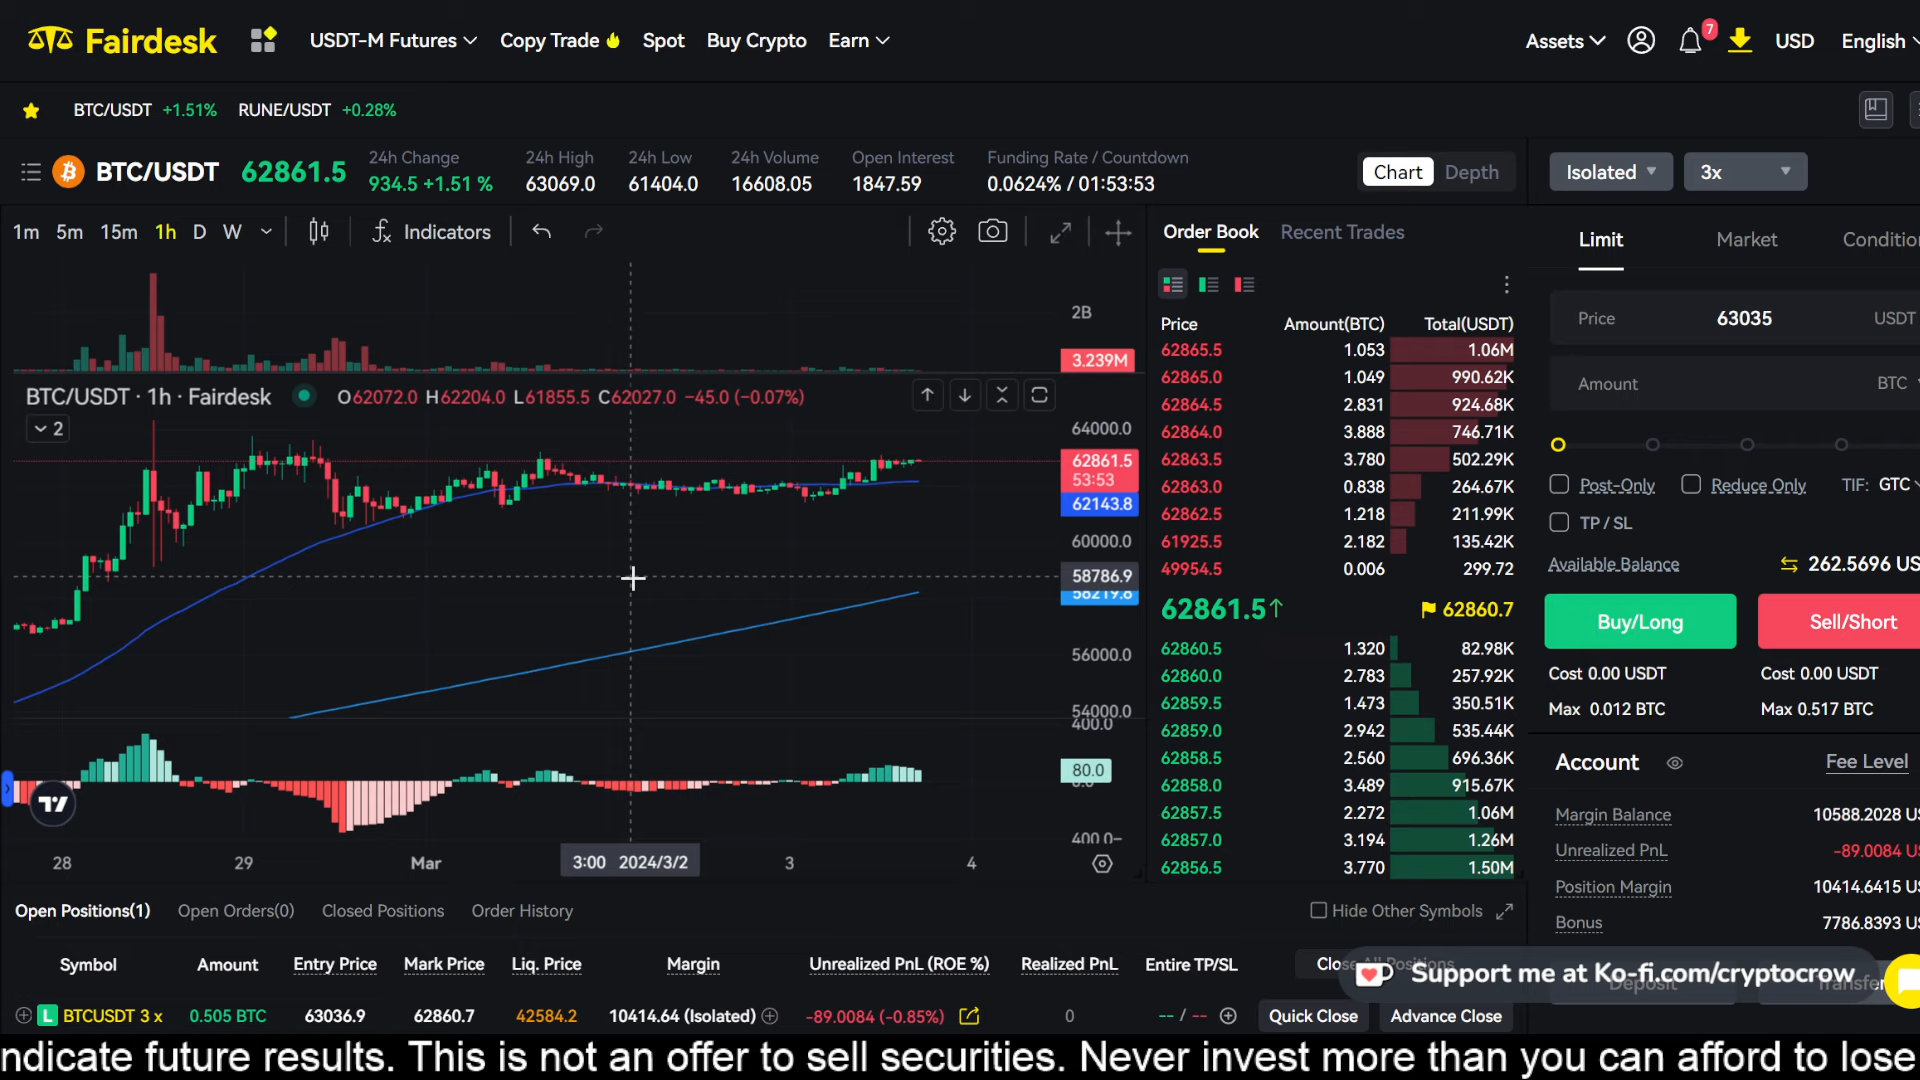 Fairdesk USDT-M Futures Copy Trade Spot Buy Crypto Earn Assets 7 USD English
BTC/USDT +1.51% RUNE/USDT +0.28%
BTC/USDT 62861.5
24h Change 24h High 24h Low 24h Volume Open Interest Funding Rate / Countdown
934.5 +1.51 % 63069.0 61404.0 16608.05 1847.59 0.0624% / 01:53:53
Chart Depth Isolated 3x
1m 5m 15m 1h D W Indicators
2B
3.239M
BTC/USDT · 1h · Fairdesk O62072.0 H62204.0 L61855.5 C62027.0 −45.0 (−0.07%)
2
64000.0
62861.5
53:53
62143.8
60000.0
58786.9
58219.8
56000.0
54000.0
400.0
80.0
400.0−
28 29 Mar 3:00 2024/3/2 3 4
Order Book Recent Trades
Price Amount(BTC) Total(USDT)
62865.5 1.053 1.06M
62865.0 1.049 990.62K
62864.5 2.831 924.68K
62864.0 3.888 746.71K
62863.5 3.780 502.29K
62863.0 0.838 264.67K
62862.5 1.218 211.99K
61925.5 2.182 135.42K
49954.5 0.006 299.72
62861.5↑ 62860.7
62860.5 1.320 82.98K
62860.0 2.783 257.92K
62859.5 1.473 350.51K
62859.0 2.942 535.44K
62858.5 2.560 696.36K
62858.0 3.489 915.67K
62857.5 2.272 1.06M
62857.0 3.194 1.26M
62856.5 3.770 1.50M
Limit Market Conditio
Price 63035 USDT
Amount BTC
Post-Only Reduce Only TIF: GTC
TP / SL
Available Balance 262.5696 US
Buy/Long Sell/Short
Cost 0.00 USDT Cost 0.00 USDT
Max 0.012 BTC Max 0.517 BTC
Account Fee Level
Margin Balance 10588.2028 US
Unrealized PnL -89.0084 US
Position Margin 10414.6415 US
Bonus 7786.8393 US
Deposit Transfer
Open Positions(1) Open Orders(0) Closed Positions Order History Hide Other Symbols
Symbol Amount Entry Price Mark Price Liq. Price Margin Unrealized PnL (ROE %) Realized PnL Entire TP/SL Close All Positions
Support me at Ko-fi.com/cryptocrow
L BTCUSDT 3 x 0.505 BTC 63036.9 62860.7 42584.2 10414.64 (Isolated) -89.0084 (-0.85%) 0 -- / -- Quick Close Advance Close
ndicate future results. This is not an offer to sell securities. Never invest more than you can afford to lose